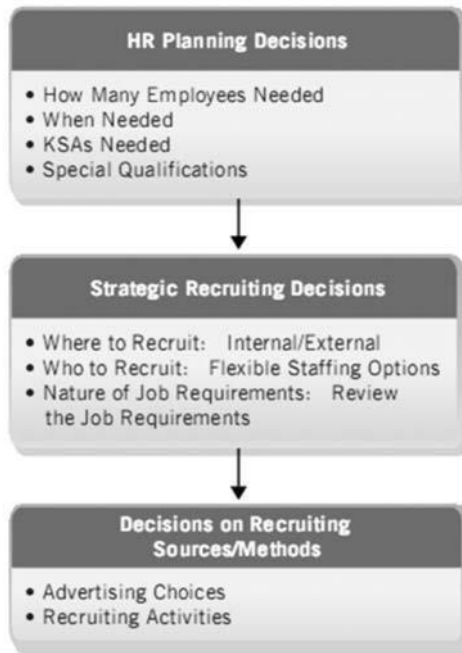 HR Planning Decisions
• How Many Employees Needed
• When Needed
• KSAs Needed
• Special Qualifications
Strategic Recruiting Decisions
• Where to Recruit: Internal/External
• Who to Recruit: Flexible Staffing Options
• Nature of Job Requirements: Review
the Job Requirements
Decisions on Recruiting
Sources/Methods
• Advertising Choices
• Recruiting Activities